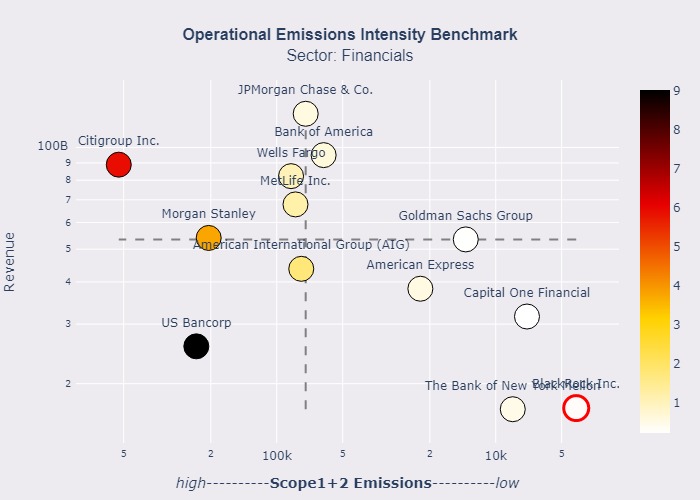 Operational Emissions Intensity Benchmark
Sector: Financials
JPMorgan Chase & Co.
Bank of America
Citigroup Inc.
Wells Fargo
MetLife Inc.
Morgan Stanley
Goldman Sachs Group
American International Group (AIG)
American Express
Capital One Financial
US Bancorp
The Bank of New York Mellon
BlackRock Inc.
Revenue
100B
9
8
7
6
5
4
3
2
5
2
100k
5
2
10k
5
high----------Scope1+2 Emissions----------low
9
8
7
6
5
4
3
2
1